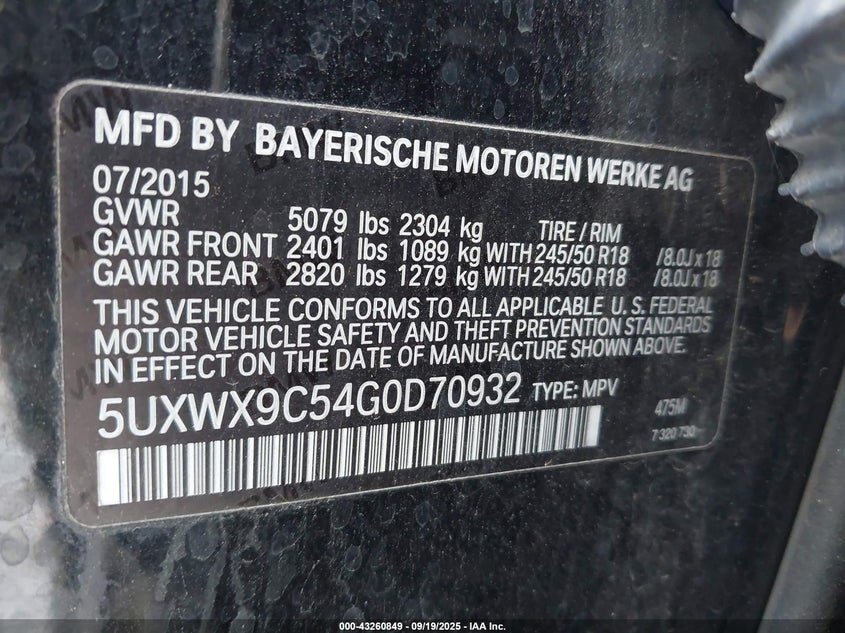 MFD BY BAYERISCHE MOTOREN WERKE AG
07/2015
GVWR 5079 lbs 2304 kg TIRE / RIM
GAWR FRONT 2401 lbs 1089 kg WITH 245/50 R18 /8.0J x 18
GAWR REAR 2820 lbs 1279 kg WITH 245/50 R18 /8.0J x 18
THIS VEHICLE CONFORMS TO ALL APPLICABLE U. S. FEDERAL
MOTOR VEHICLE SAFETY AND THEFT PREVENTION STANDARDS
IN EFFECT ON THE DATE OF MANUFACTURE SHOWN ABOVE.
5UXWX9C54G0D70932 TYPE: MPV
475M
7 320 730
000-43260849 - 09/19/2025 - IAA Inc.